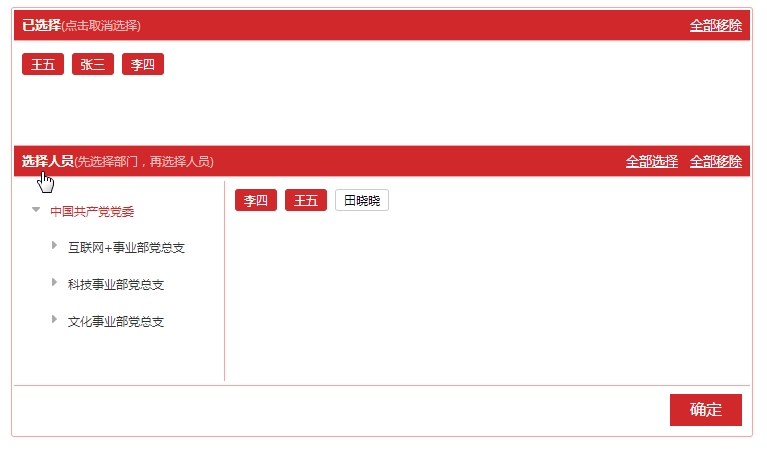 已选择(点击取消选择) 全部移除
王五 张三 李四
选择人员(先选择部门，再选择人员) 全部选择 全部移除
中国共产党党委
互联网+事业部党总支
科技事业部党总支
文化事业部党总支
李四 王五 田晓晓
确定